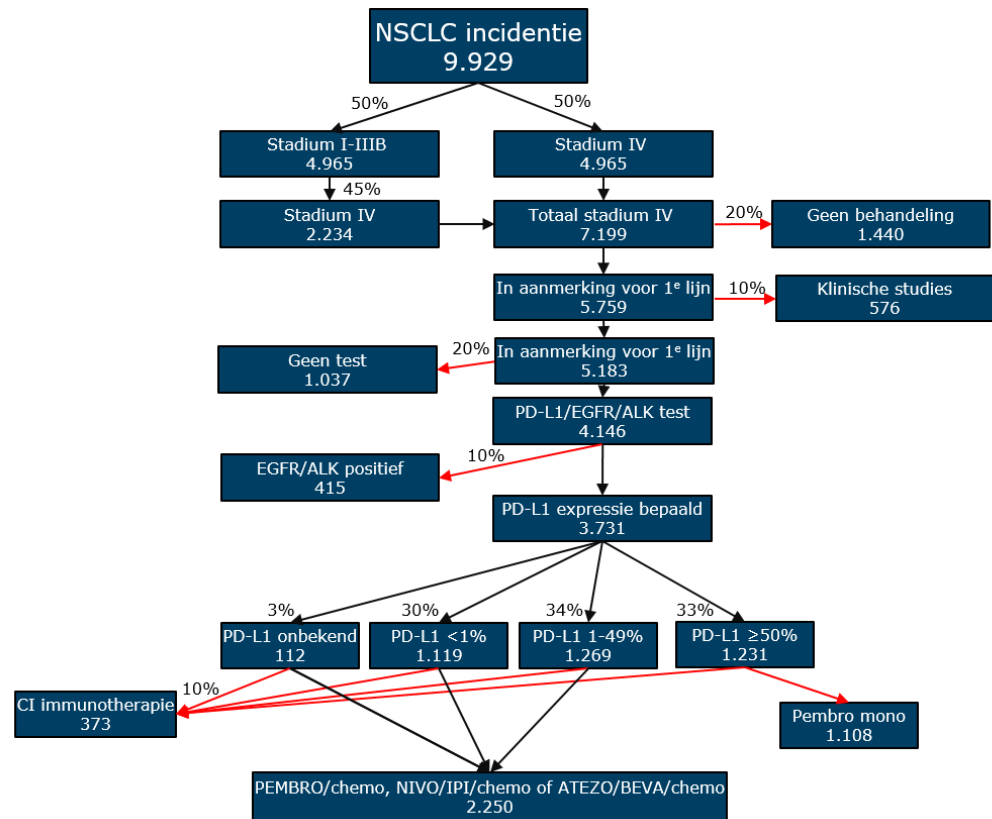 NSCLC incidentie
9.929
50%
50%
Stadium I-IIIB
4.965
Stadium IV
4.965
45%
Stadium IV
2.234
Totaal stadium IV
7.199
20%
Geen behandeling
1.440
In aanmerking voor 1e lijn
5.759
10%
Klinische studies
576
Geen test
1.037
20%
In aanmerking voor 1e lijn
5.183
PD-L1/EGFR/ALK test
4.146
10%
EGFR/ALK positief
415
PD-L1 expressie bepaald
3.731
3%
30%
34%
33%
PD-L1 onbekend
112
PD-L1 <1%
1.119
PD-L1 1-49%
1.269
PD-L1 ≥50%
1.231
10%
CI immunotherapie
373
Pembro mono
1.108
PEMBRO/chemo, NIVO/IPI/chemo of ATEZO/BEVA/chemo
2.250